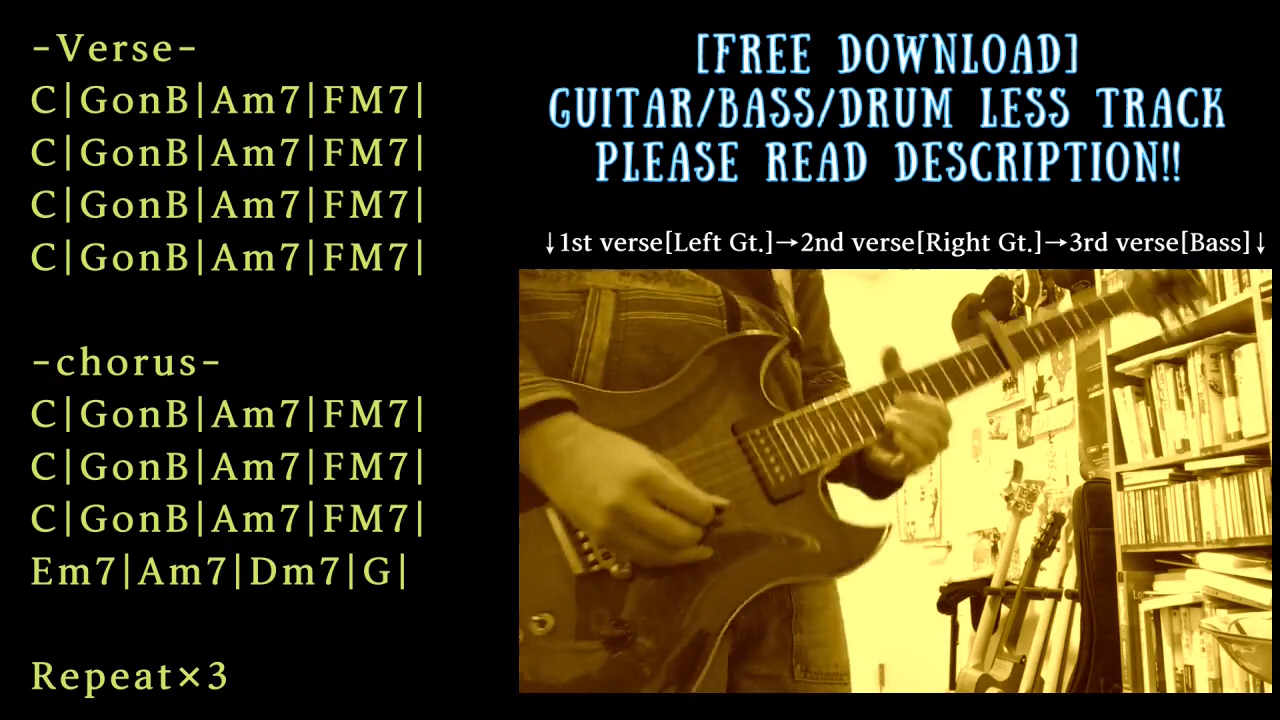 -Verse-
C|GonB|Am7|FM7|
C|GonB|Am7|FM7|
C|GonB|Am7|FM7|
C|GonB|Am7|FM7|
-chorus-
C|GonB|Am7|FM7|
C|GonB|Am7|FM7|
C|GonB|Am7|FM7|
Em7|Am7|Dm7|G|
Repeat×3
[FREE DOWNLOAD]
GUITAR/BASS/DRUM LESS TRACK
PLEASE READ DESCRIPTION!!
↓1st verse[Left Gt.]→2nd verse[Right Gt.]→3rd verse[Bass]↓